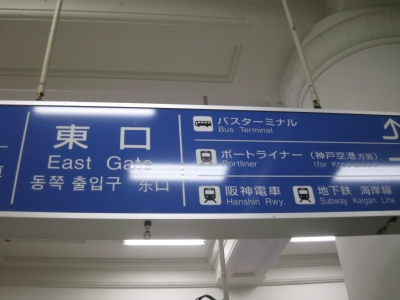 東口
East Gate
동쪽 출입구 东口
バスターミナル
Bus Terminal
ポートライナー（神戸空港方面）
Portliner (for
阪神電車 地下鉄 海岸線
Hanshin Rwy. Subway Kaigan Line